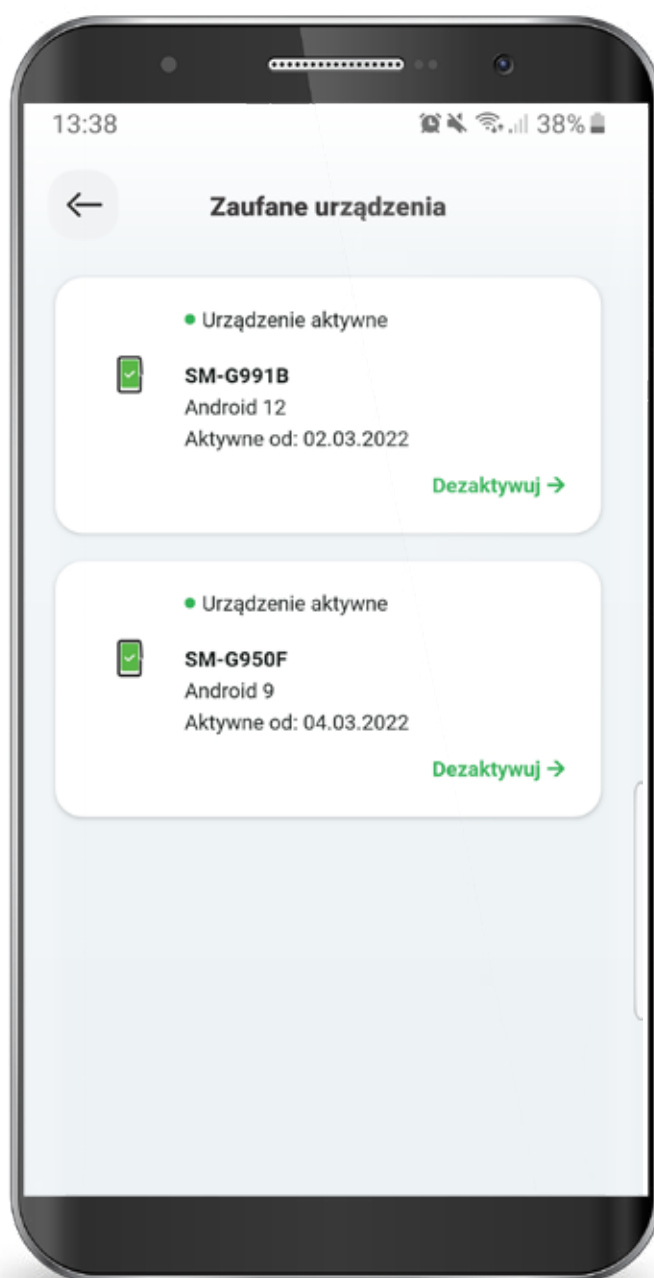 13:38
38%
Zaufane urządzenia
Urządzenie aktywne
SM-G991B
Android 12
Aktywne od: 02.03.2022
Dezaktywuj
Urządzenie aktywne
SM-G950F
Android 9
Aktywne od: 04.03.2022
Dezaktywuj